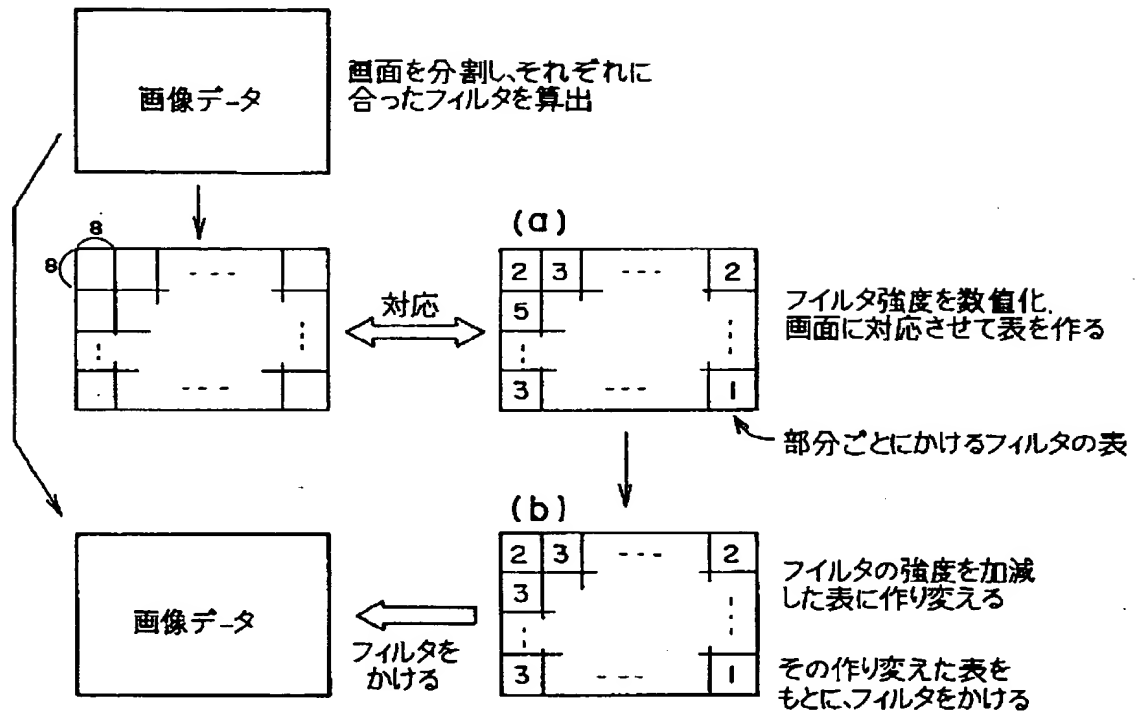 画像データ
画面を分割し、それぞれに
合ったフィルタを算出
8
8
- - -
(a)
2 3 - - - 2
5
3 - - - 1
対応
フイルタ強度を数値化.
画面に対応させて表を作る
部分ごとにかけるフィルタの表
- - -
(b)
2 3 - - - 2
3
3 - - - 1
画像データ
フィルタを
かける
フイルタの強度を加減
した表に作り変える
その作り変えた表を
もとに、フィルタをかける